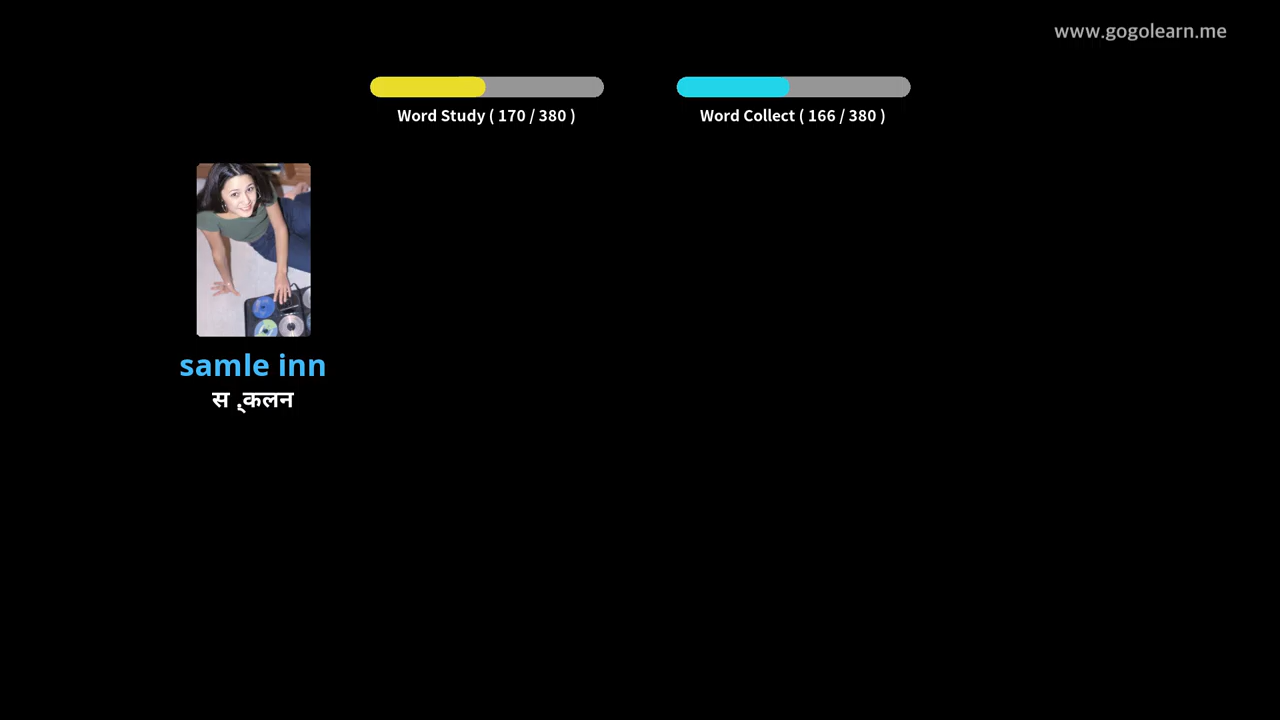 www.gogolearn.me
Word Study ( 170 / 380 )
Word Collect ( 166 / 380 )
samle inn
स ्ंकलन